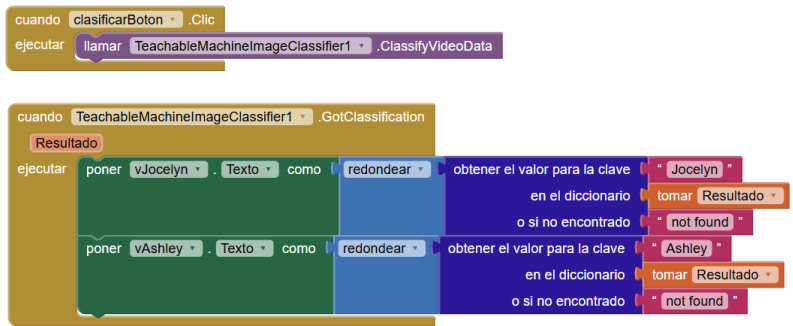 cuando clasificarBoton .Clic
ejecutar llamar TeachableMachineImageClassifier1 .ClassifyVideoData
cuando TeachableMachineImageClassifier1 .GotClassification
Resultado
ejecutar poner vJocelyn . Texto como redondear obtener el valor para la clave " Jocelyn "
en el diccionario tomar Resultado
o si no encontrado " not found "
poner vAshley . Texto como redondear obtener el valor para la clave " Ashley "
en el diccionario tomar Resultado
o si no encontrado " not found "